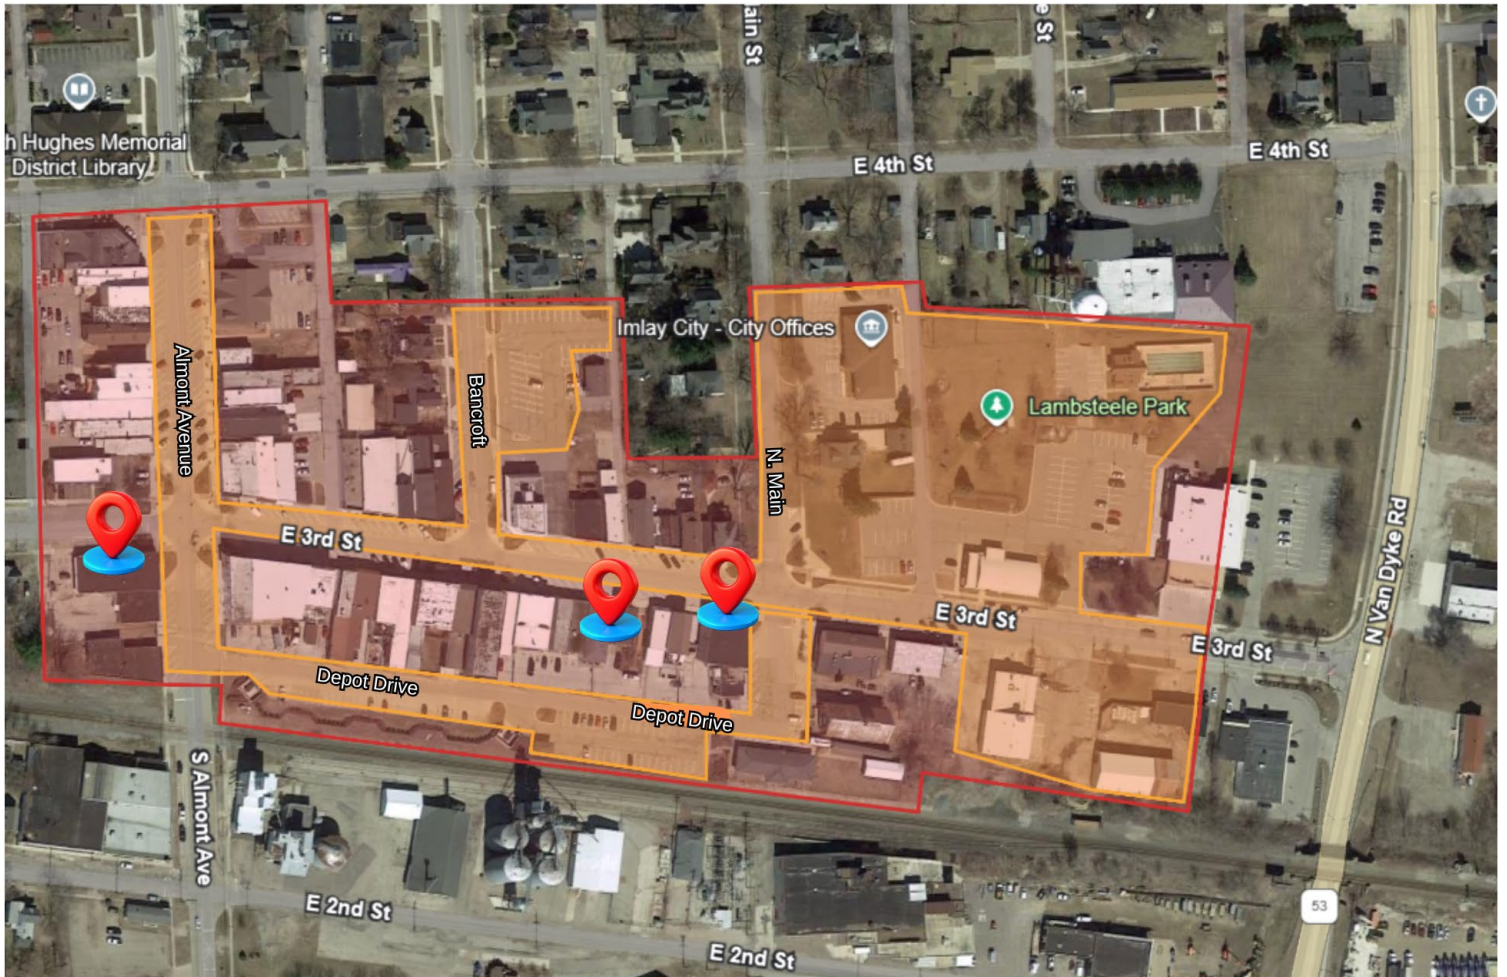 ain St
e St
h Hughes Memorial
District Library
E 4th St
E 4th St
Imlay City - City Offices
Lambsteele Park
Almont Avenue
Bancroft
N. Main
E 3rd St
E 3rd St
E 3rd St
N Van Dyke Rd
Depot Drive
Depot Drive
S Almont Ave
E 2nd St
E 2nd St
53